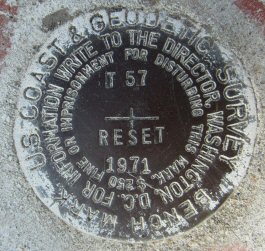 U.S. COAST & GEODETIC SURVEY
BENCH MARK
FOR INFORMATION WRITE TO THE DIRECTOR, WASHINGTON, D.C.
$250 FINE OR IMPRISONMENT FOR DISTURBING THIS MARK.
T 57
RESET
1971